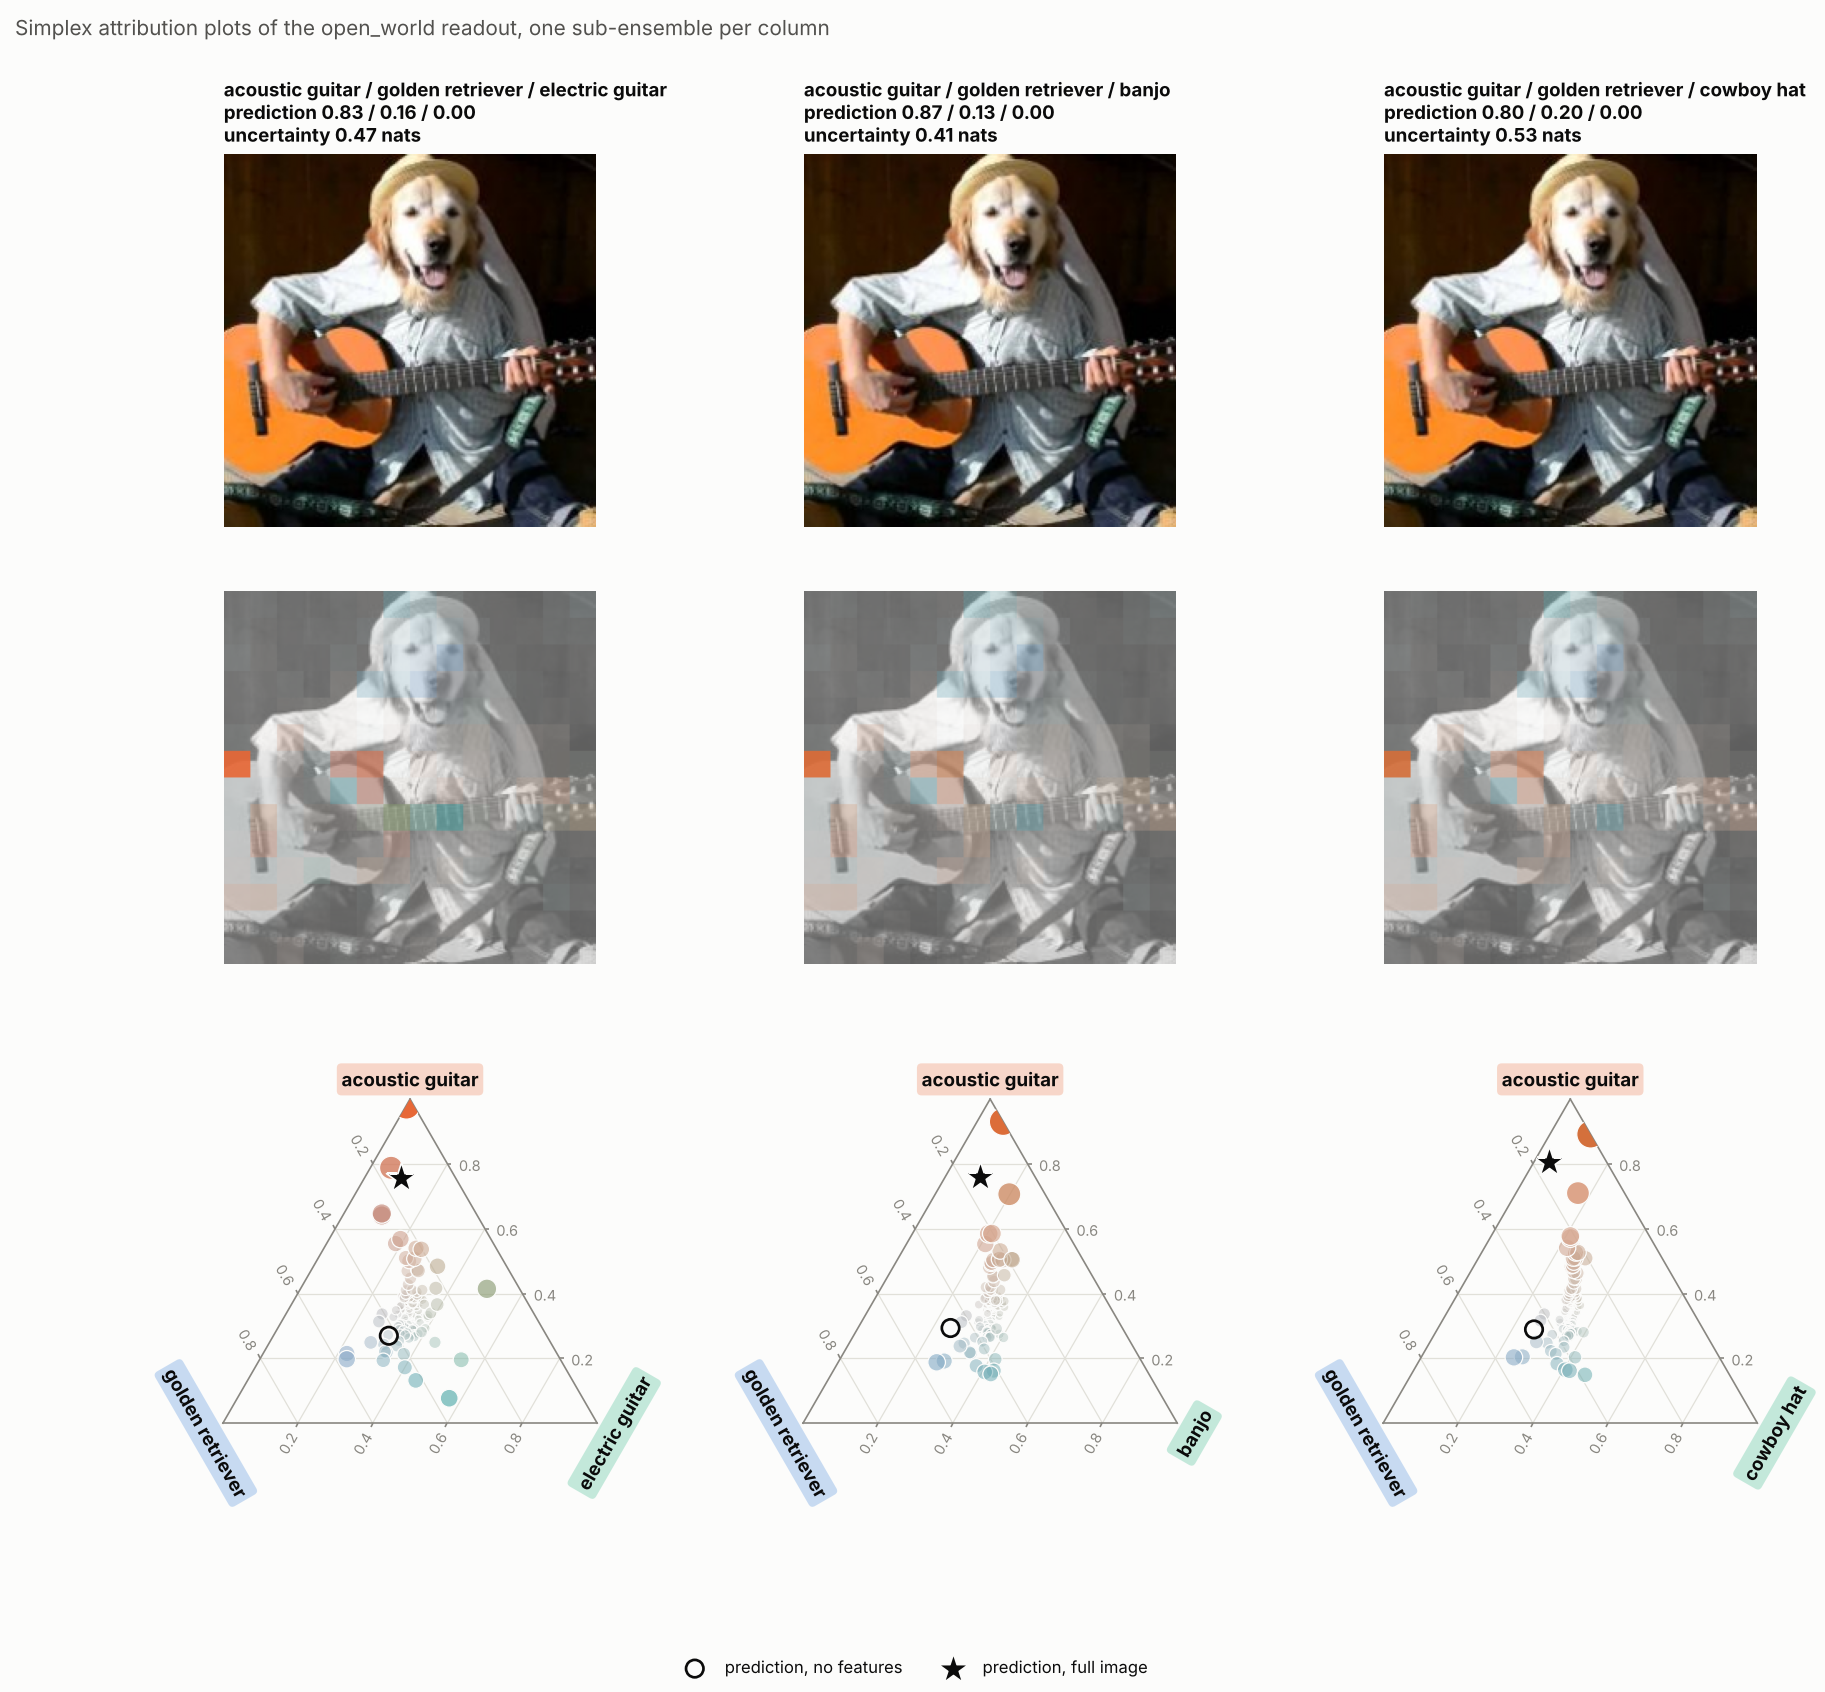 Simplex attribution plots of the open_world readout, one sub-ensemble per column
acoustic guitar / golden retriever / electric guitar
prediction 0.83 / 0.16 / 0.00
uncertainty 0.47 nats
acoustic guitar / golden retriever / banjo
prediction 0.87 / 0.13 / 0.00
uncertainty 0.41 nats
acoustic guitar / golden retriever / cowboy hat
prediction 0.80 / 0.20 / 0.00
uncertainty 0.53 nats
acoustic guitar
0.2
0.8
0.4
0.6
0.6
0.4
0.8
0.2
golden retriever
electric guitar
0.2
0.4
0.6
0.8
acoustic guitar
0.2
0.8
0.4
0.6
0.6
0.4
0.8
0.2
golden retriever
banjo
0.2
0.4
0.6
0.8
acoustic guitar
0.2
0.8
0.4
0.6
0.6
0.4
0.8
0.2
golden retriever
cowboy hat
0.2
0.4
0.6
0.8
prediction, no features
prediction, full image